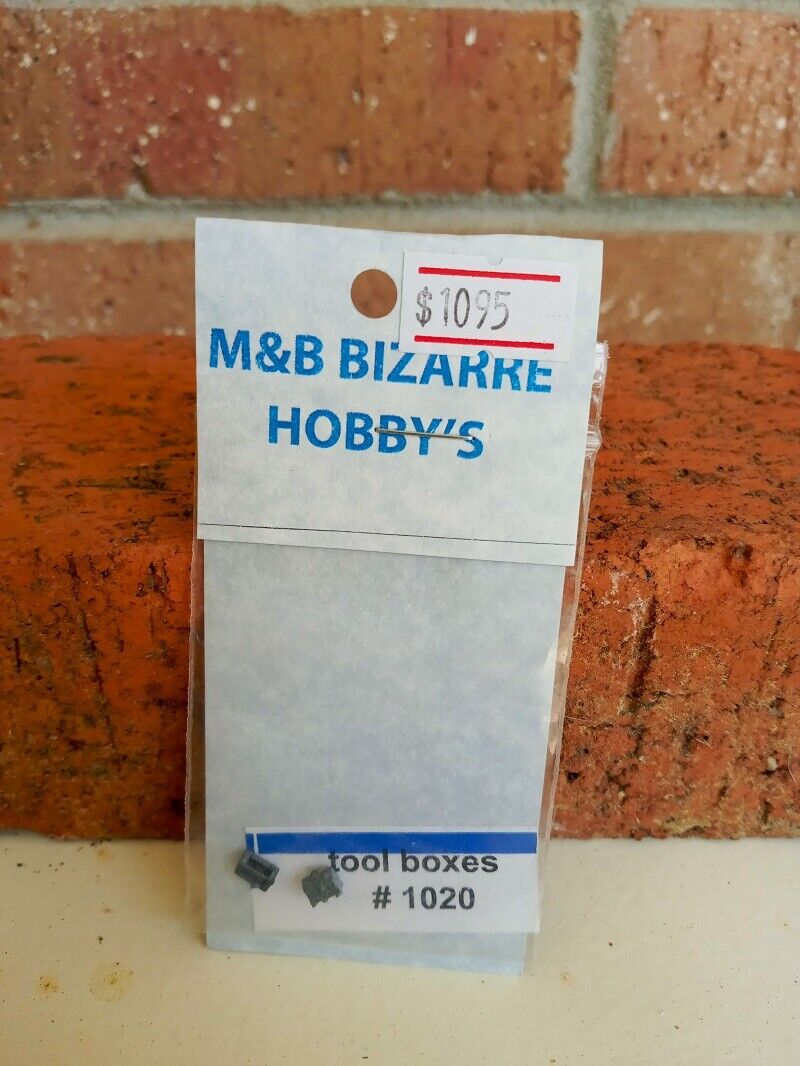 $1095
M&B BIZARRE
HOBBY'S
tool boxes
# 1020